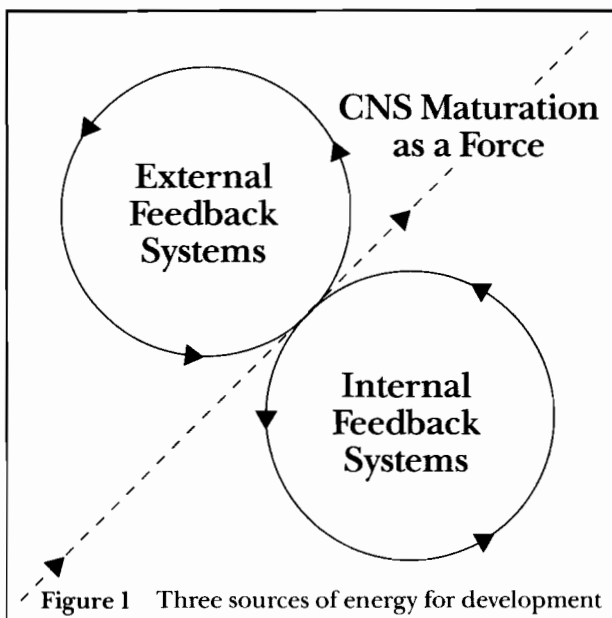 CNS Maturation
as a Force
External
Feedback
Systems
Internal
Feedback
Systems
Figure 1 Three sources of energy for development